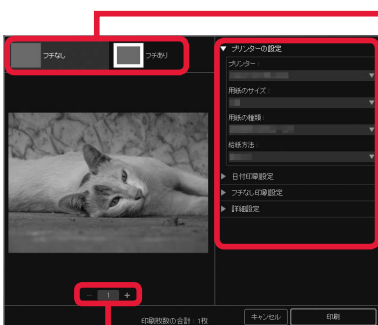 フチなし
フチあり
▼ プリンターの設定
プリンター:
用紙のサイズ:
用紙の種類:
給紙方法:
▶ 日付印刷設定
▶ フチなし印刷設定
▶ 詳細設定
− 1 +
印刷枚数の合計:1枚
キャンセル
印刷